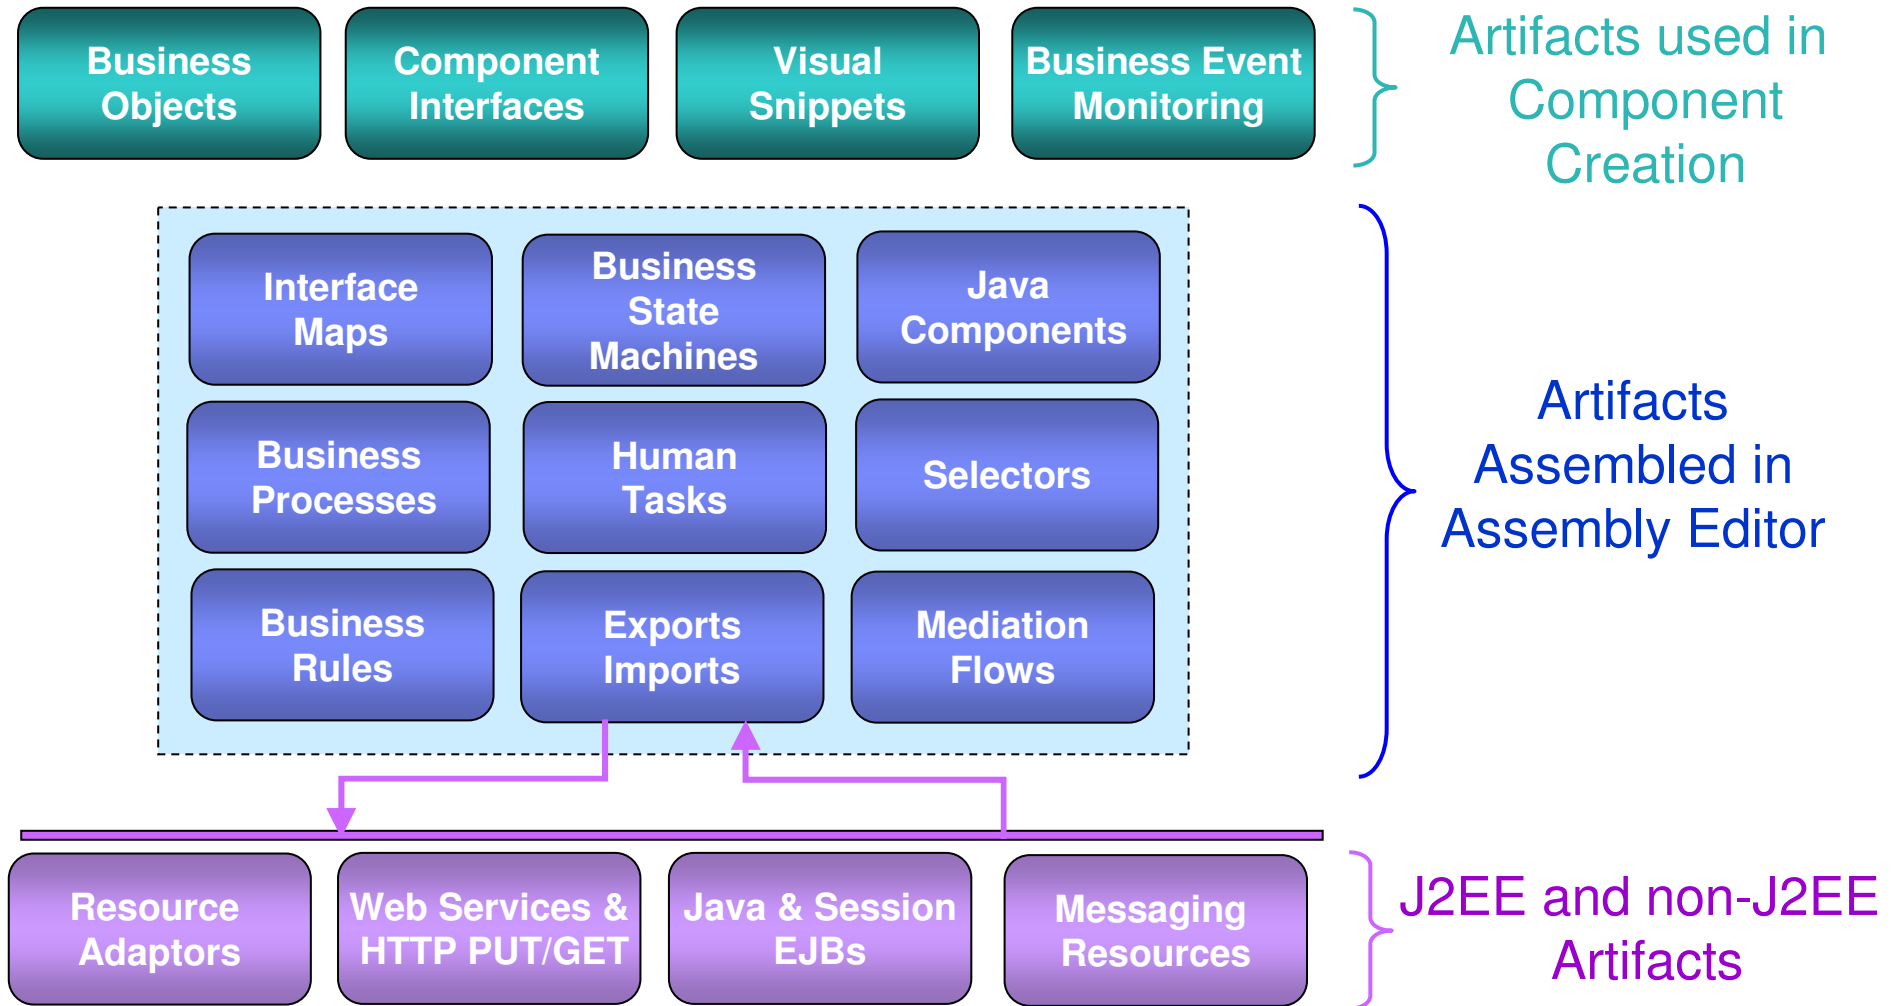 Business
Objects
Component
Interfaces
Visual
Snippets
Business Event
Monitoring
Artifacts used in
Component
Creation
Interface
Maps
Business
State
Machines
Java
Components
Business
Processes
Human
Tasks
Selectors
Business
Rules
Exports
Imports
Mediation
Flows
Artifacts
Assembled in
Assembly Editor
Resource
Adaptors
Web Services &
HTTP PUT/GET
Java & Session
EJBs
Messaging
Resources
J2EE and non-J2EE
Artifacts